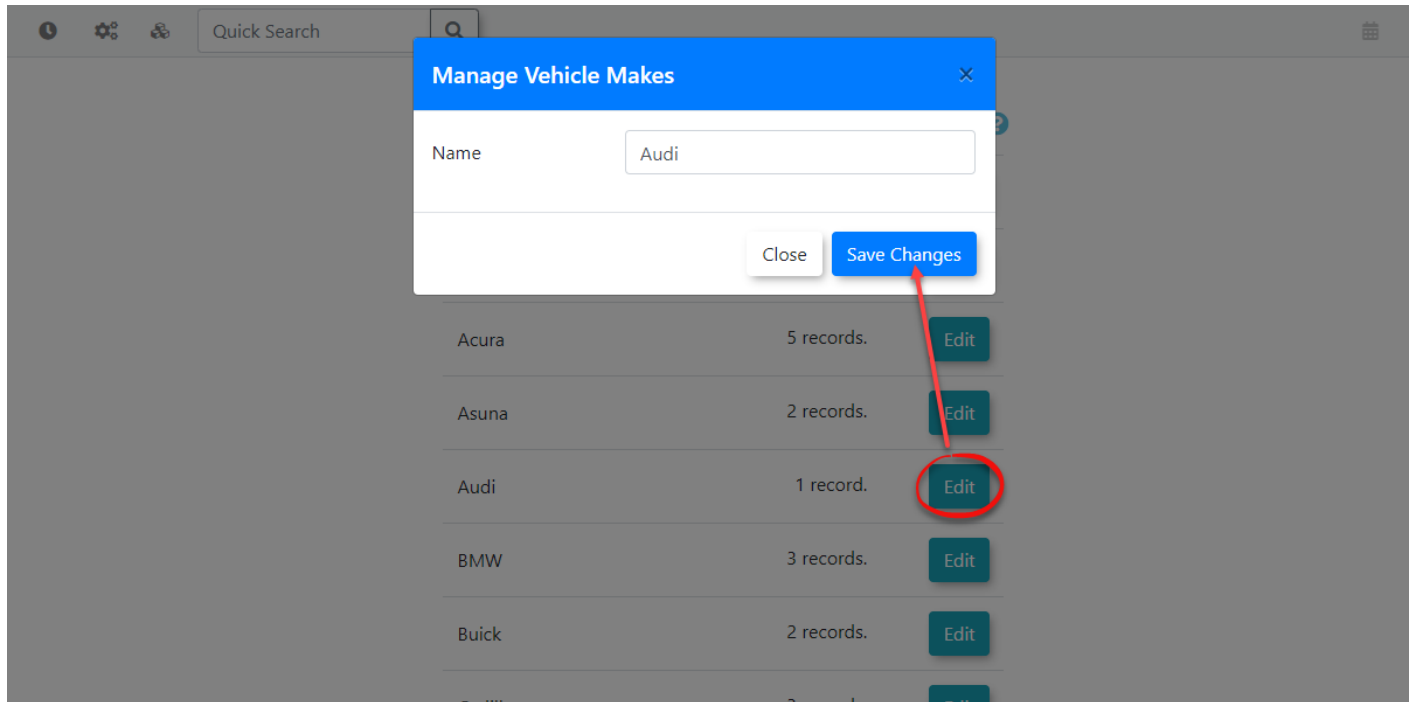 Quick Search
Manage Vehicle Makes ×
Name Audi
Close Save Changes
Acura 5 records. Edit
Asuna 2 records. Edit
Audi 1 record. Edit
BMW 3 records. Edit
Buick 2 records. Edit